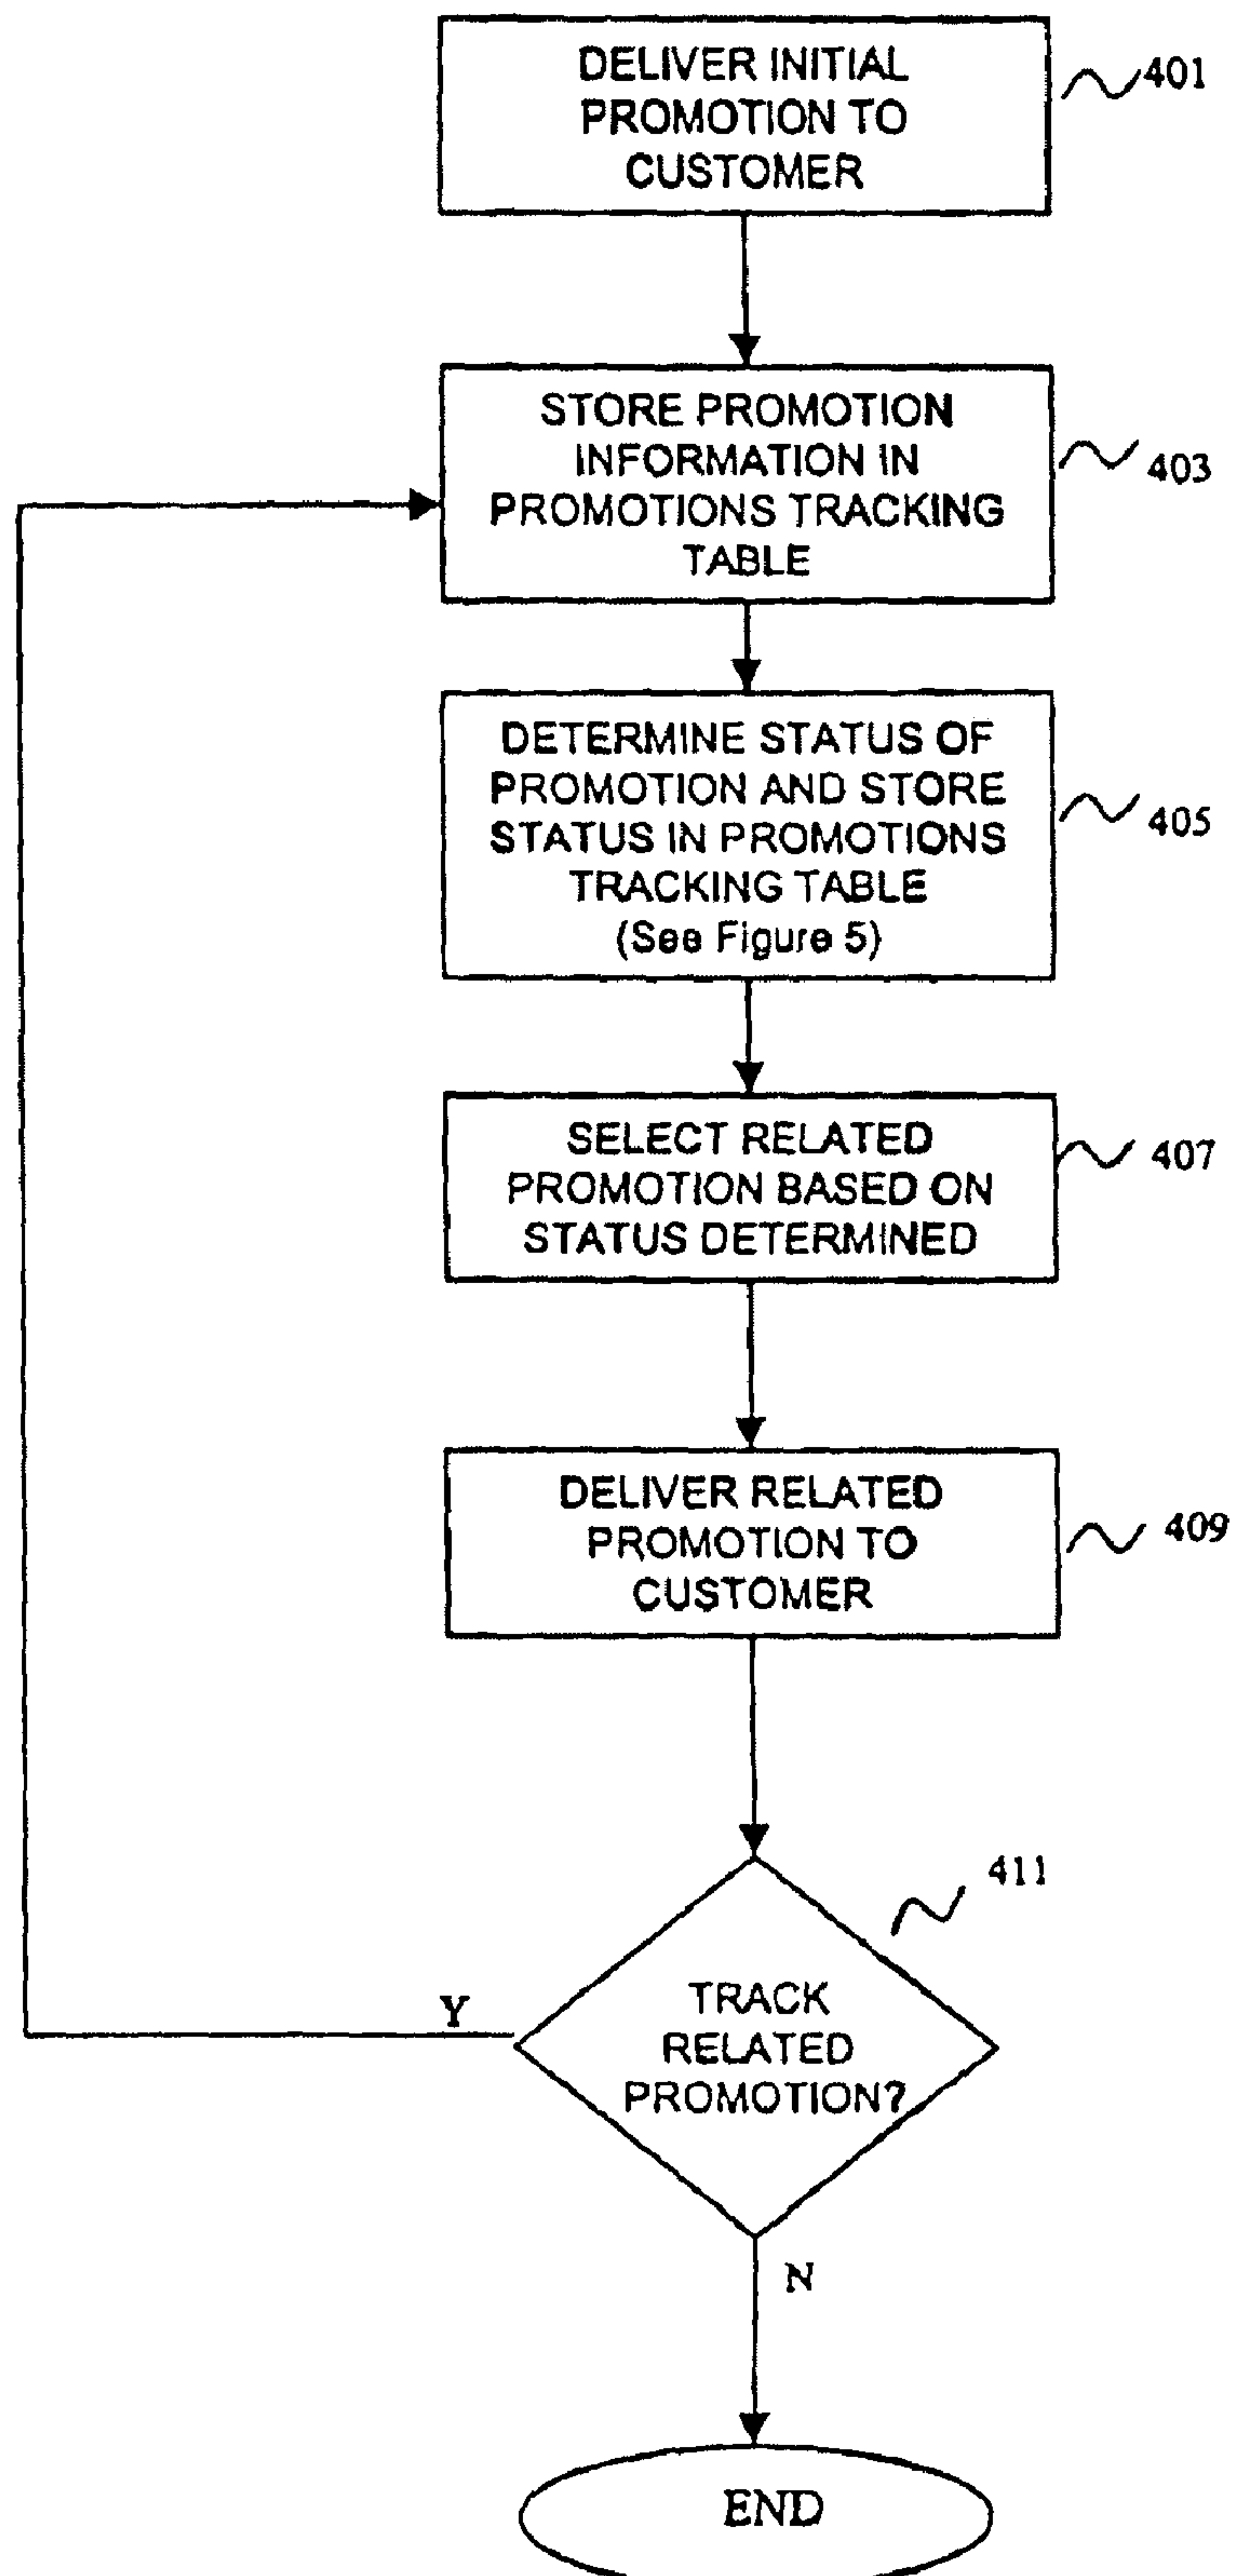 DELIVER INITIAL
PROMOTION TO
CUSTOMER
401
STORE PROMOTION
INFORMATION IN
PROMOTIONS TRACKING
TABLE
403
DETERMINE STATUS OF
PROMOTION AND STORE
STATUS IN PROMOTIONS
TRACKING TABLE
(See Figure 5)
405
SELECT RELATED
PROMOTION BASED ON
STATUS DETERMINED
407
DELIVER RELATED
PROMOTION TO
CUSTOMER
409
411
TRACK
RELATED
PROMOTION?
Y
N
END